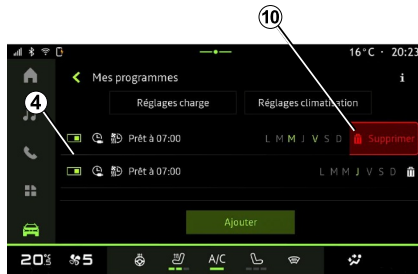 10
16°C · 20:23
Mes programmes
i
4
Réglages charge
Réglages climatisation
Prêt à 07:00 L M M J V S D Supprimer
Prêt à 07:00 L M M J V S D
Ajouter
20°5 5 A/C